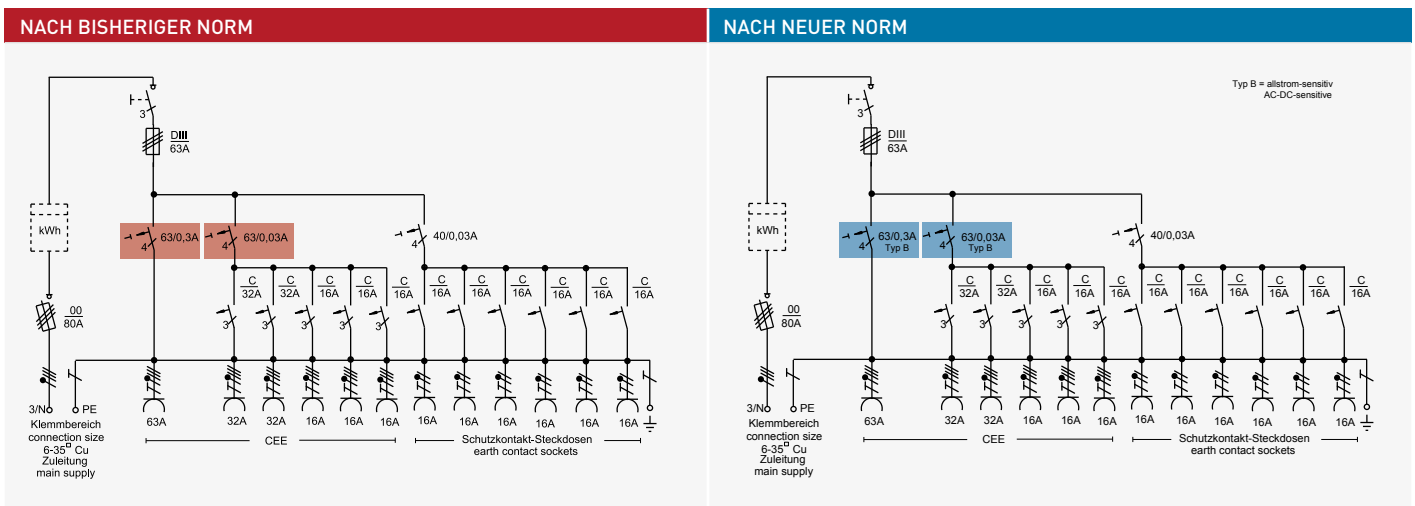 NACH BISHERIGER NORM
3
DIII
63A
kWh
00
80A
4
63/0,3A
4
63/0,03A
4
40/0,03A
C
32A
C
32A
C
16A
C
16A
C
16A
C
16A
C
16A
C
16A
C
16A
C
16A
C
16A
3
3
3
3
3
3/N
PE
Klemmbereich
connection size
6-35□ Cu
Zuleitung
main supply
63A
32A
32A
16A
16A
16A
16A
16A
16A
16A
16A
16A
CEE
Schutzkontakt-Steckdosen
earth contact sockets
NACH NEUER NORM
Typ B = allstrom-sensitiv
AC-DC-sensitive
3
DIII
63A
kWh
00
80A
4
63/0,3A
Typ B
4
63/0,03A
Typ B
4
40/0,03A
C
32A
C
32A
C
16A
C
16A
C
16A
C
16A
C
16A
C
16A
C
16A
C
16A
C
16A
3
3
3
3
3
3/N
PE
Klemmbereich
connection size
6-35□ Cu
Zuleitung
main supply
63A
32A
32A
16A
16A
16A
16A
16A
16A
16A
16A
16A
CEE
Schutzkontakt-Steckdosen
earth contact sockets